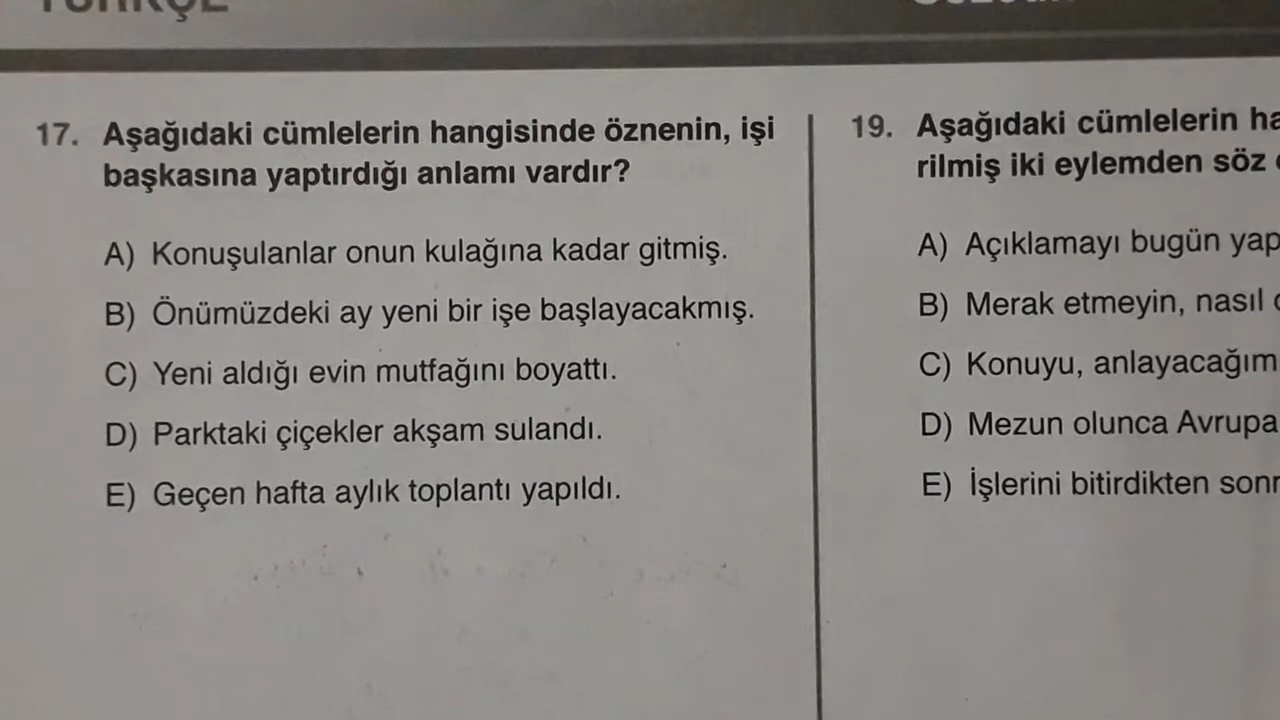 TÜRKÇE
17. Aşağıdaki cümlelerin hangisinde öznenin, işi
başkasına yaptırdığı anlamı vardır?
A) Konuşulanlar onun kulağına kadar gitmiş.
B) Önümüzdeki ay yeni bir işe başlayacakmış.
C) Yeni aldığı evin mutfağını boyattı.
D) Parktaki çiçekler akşam sulandı.
E) Geçen hafta aylık toplantı yapıldı.
19. Aşağıdaki cümlelerin
rilmiş iki eylemden söz
A) Açıklamayı bugün
B) Merak etmeyin, nasıl
C) Konuyu,
D) Mezun olunca Avrupa
E) İşlerini bitirdikten